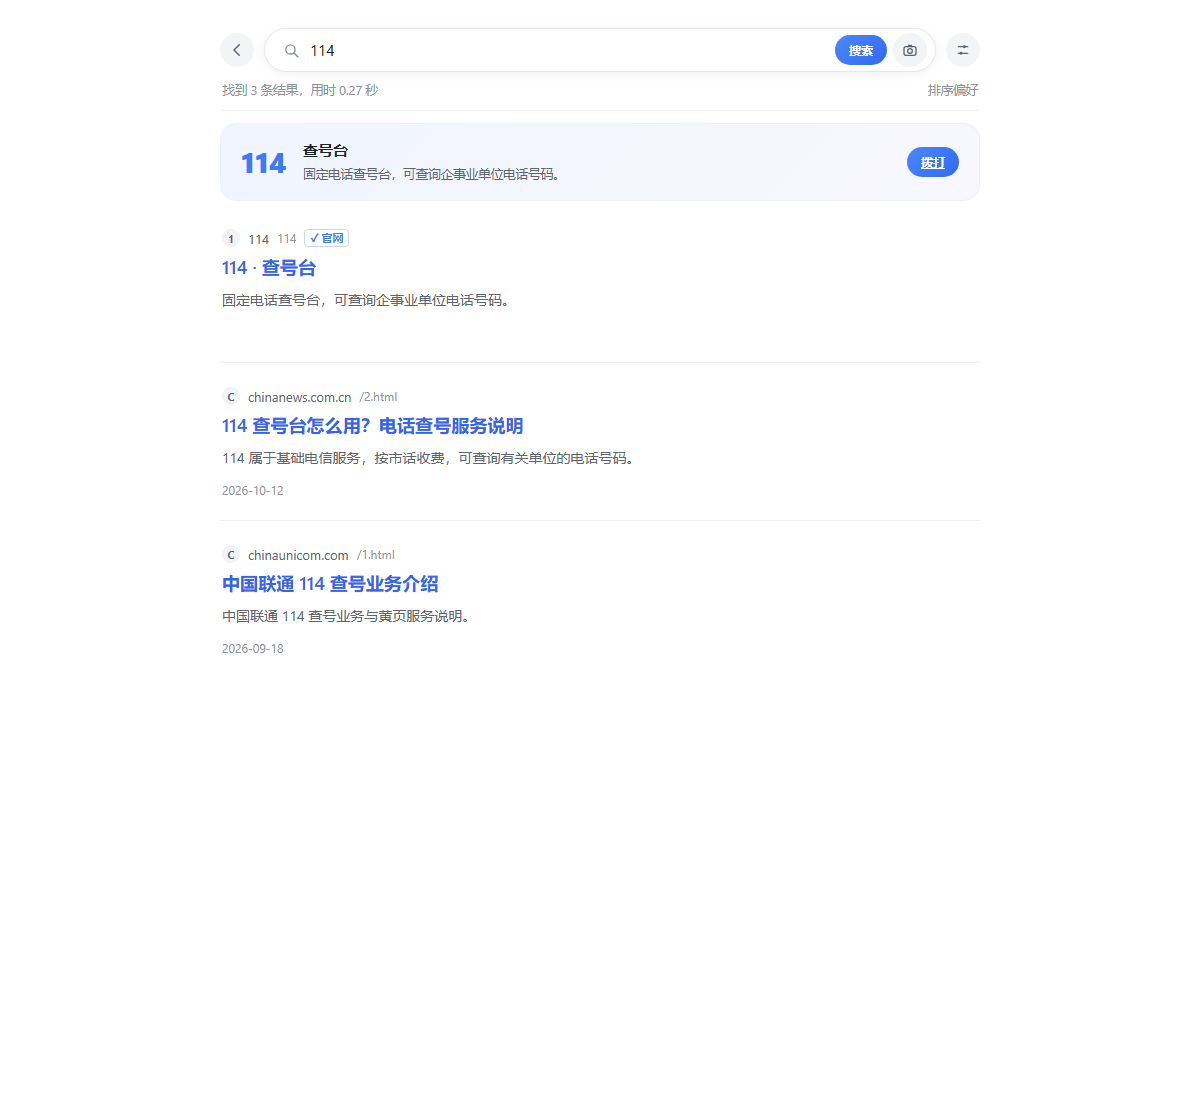 114
搜索
找到 3 条结果，用时 0.27 秒
排序偏好
114
查号台
固定电话查号台，可查询企事业单位电话号码。
拨打
1 114 114 ✓官网
114 · 查号台
固定电话查号台，可查询企事业单位电话号码。
C chinanews.com.cn /2.html
114 查号台怎么用？电话查号服务说明
114 属于基础电信服务，按市话收费，可查询有关单位的电话号码。
2026-10-12
C chinaunicom.com /1.html
中国联通 114 查号业务介绍
中国联通 114 查号业务与黄页服务说明。
2026-09-18